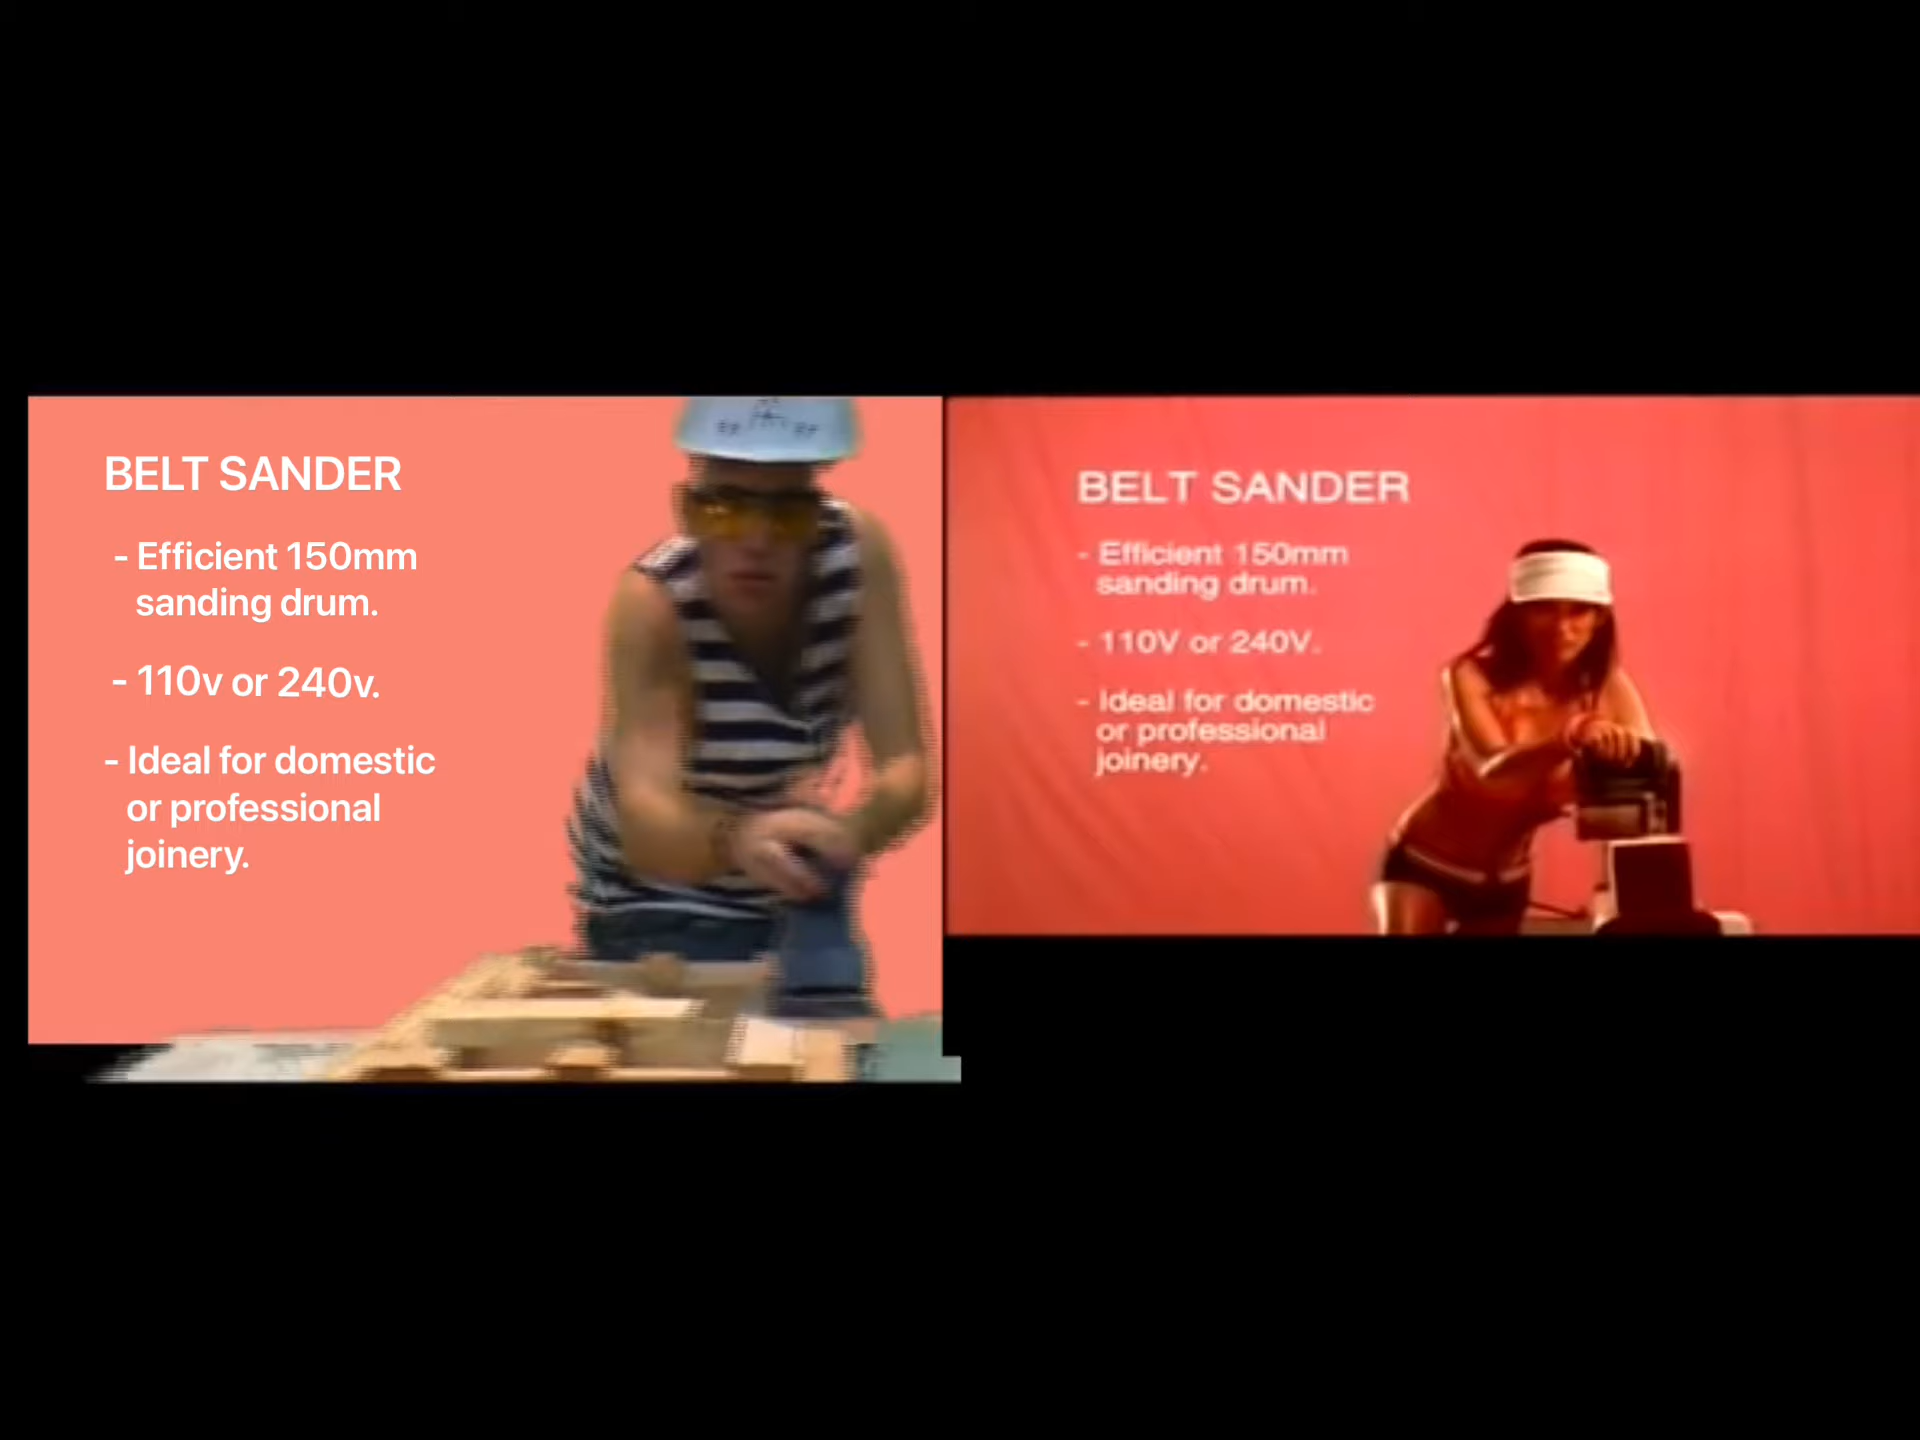 BELT SANDER
- Efficient 150mm
sanding drum.
- 110v or 240v.
- Ideal for domestic
or professional
joinery.
BELT SANDER
- Efficient 150mm
sanding drum.
- 110V or 240V.
- Ideal for domestic
or professional
joinery.